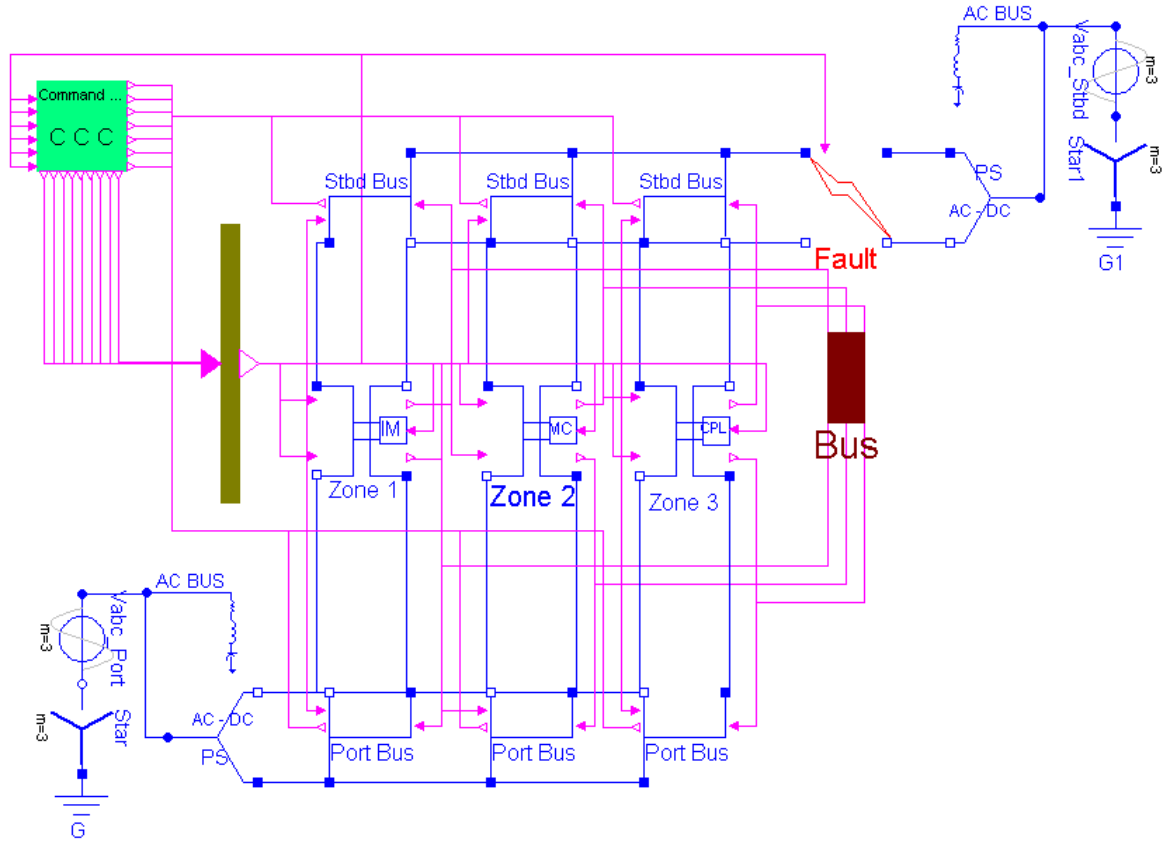 AC BUS
Vabc_Stbd
m=3
Command ...
C C C
Star1
m=3
Stbd Bus
Stbd Bus
Stbd Bus
PS
AC - DC
Fault
G1
IM
MC
CPL
Bus
Zone 1
Zone 2
Zone 3
AC BUS
Vabc_Port
m=3
Star
m=3
AC - DC
PS
Port Bus
Port Bus
Port Bus
G